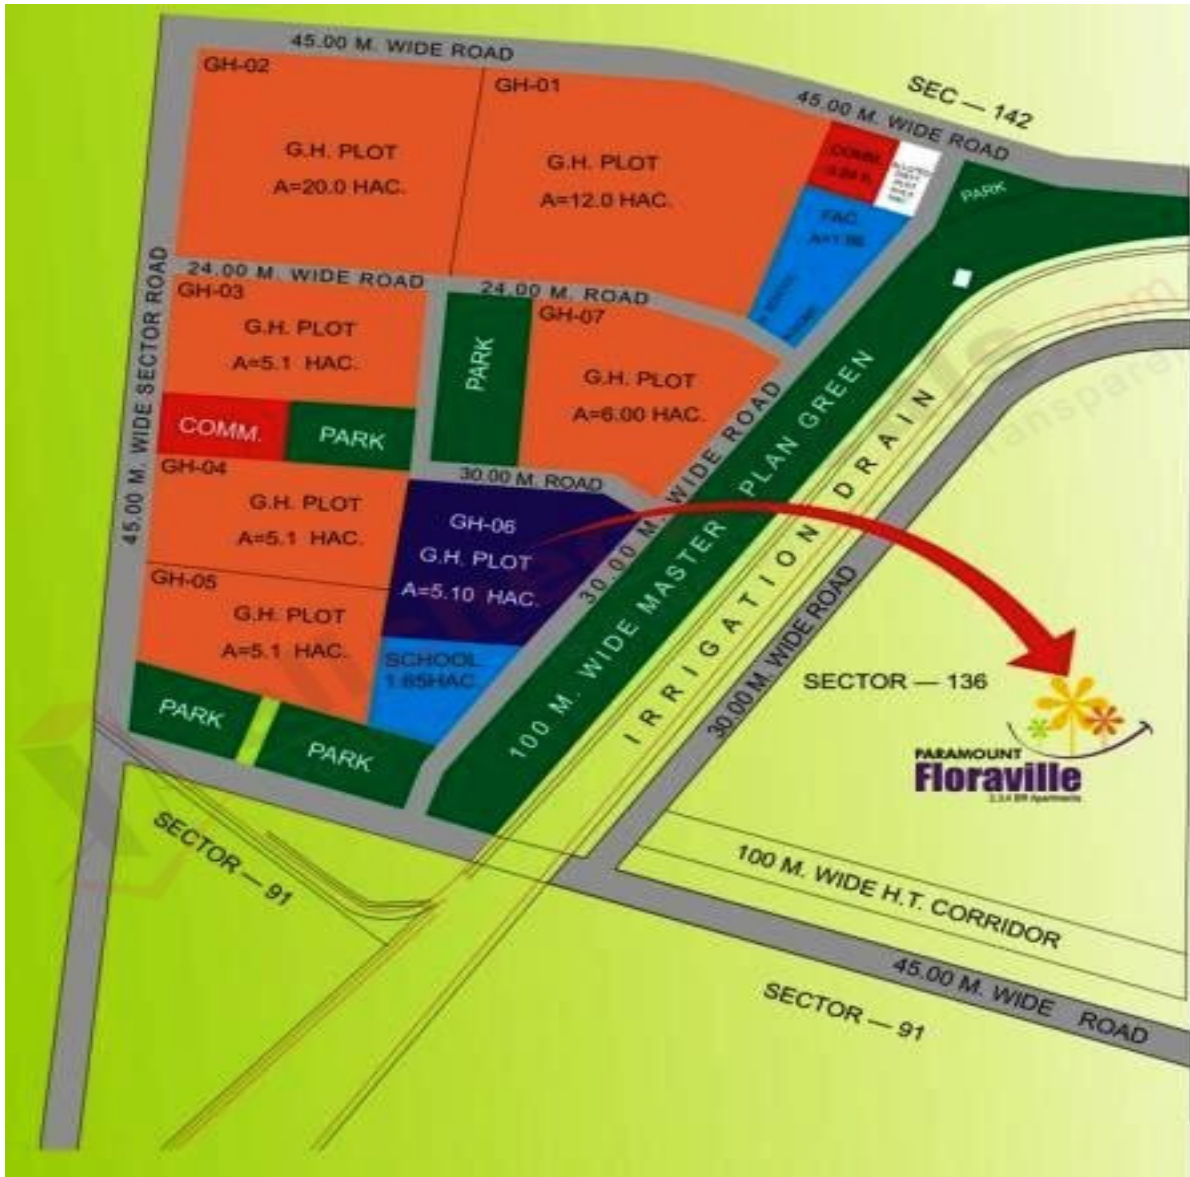 45.00 M. WIDE ROAD
SEC — 142
45.00 M. WIDE ROAD
GH-02
G.H. PLOT
A=20.0 HAC.
GH-01
G.H. PLOT
A=12.0 HAC.
COMM.
PARK
FAC.
24.00 M. WIDE ROAD
24.00 M. ROAD
45.00 M. WIDE SECTOR ROAD
GH-03
G.H. PLOT
A=5.1 HAC.
PARK
GH-07
G.H. PLOT
A=6.00 HAC.
COMM.
PARK
30.00 M. ROAD
30.00 M. WIDE ROAD
GH-04
G.H. PLOT
A=5.1 HAC.
GH-06
G.H. PLOT
A=5.10 HAC.
GH-05
G.H. PLOT
A=5.1 HAC.
SCHOOL
1.65HAC.
PARK
PARK
100 M. WIDE MASTER PLAN GREEN
IRRIGATION DRAIN
30.00 M. WIDE ROAD
SECTOR — 136
PARAMOUNT
Floraville
2,3,4 BR Apartments
SECTOR — 91
100 M. WIDE H.T. CORRIDOR
45.00 M. WIDE ROAD
SECTOR — 91